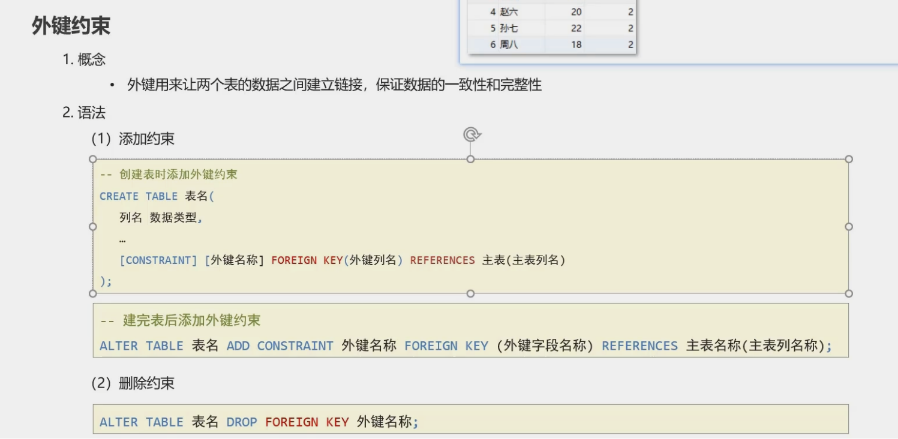 4 赵六 20 2
5 孙七 22 2
6 周八 18 2
外键约束
1. 概念
• 外键用来让两个表的数据之间建立链接，保证数据的一致性和完整性
2. 语法
（1）添加约束
-- 创建表时添加外键约束
CREATE TABLE 表名(
列名 数据类型,
…
[CONSTRAINT] [外键名称] FOREIGN KEY(外键列名) REFERENCES 主表(主表列名)
);
-- 建完表后添加外键约束
ALTER TABLE 表名 ADD CONSTRAINT 外键名称 FOREIGN KEY (外键字段名称) REFERENCES 主表名称(主表列名称);
（2）删除约束
ALTER TABLE 表名 DROP FOREIGN KEY 外键名称;